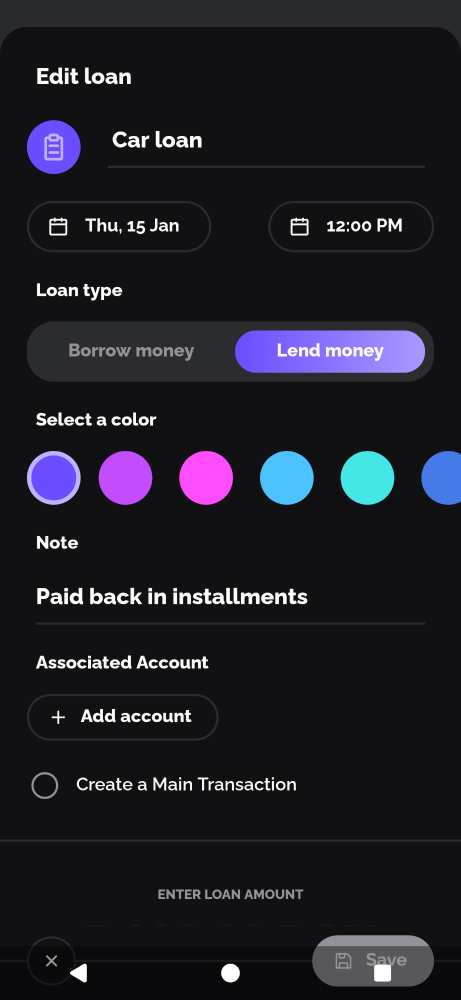 Edit loan
Car loan
Thu, 15 Jan
12:00 PM
Loan type
Borrow money
Lend money
Select a color
Note
Paid back in installments
Associated Account
Add account
Create a Main Transaction
ENTER LOAN AMOUNT
Save